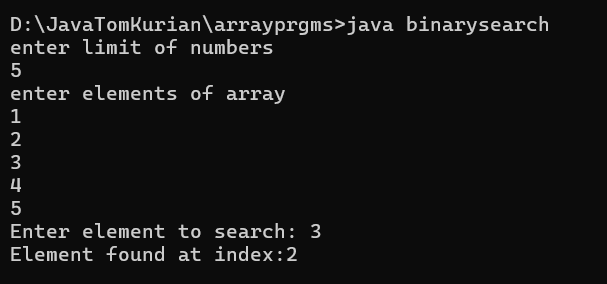 D:\JavaTomKurian\arrayprgms>java binarysearch
enter limit of numbers
5
enter elements of array
1
2
3
4
5
Enter element to search: 3
Element found at index:2